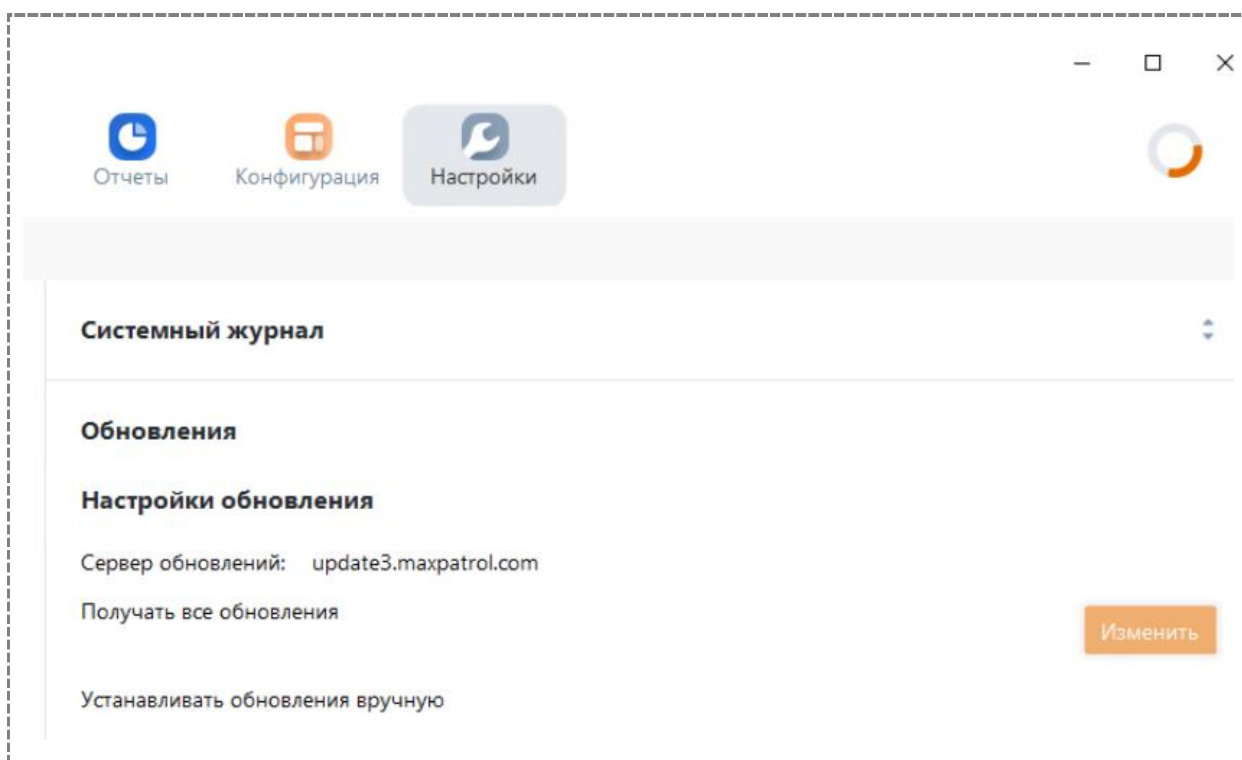 Отчеты Конфигурация Настройки
Системный журнал
Обновления
Настройки обновления
Сервер обновлений: update3.maxpatrol.com
Получать все обновления
Изменить
Устанавливать обновления вручную